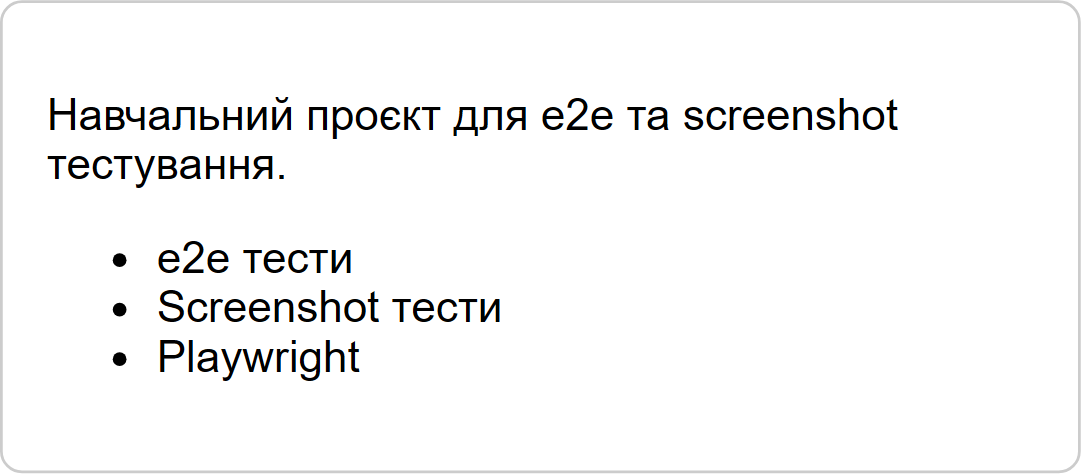 Навчальний проєкт для e2e та screenshot
тестування.
• e2e тести
• Screenshot тести
• Playwright